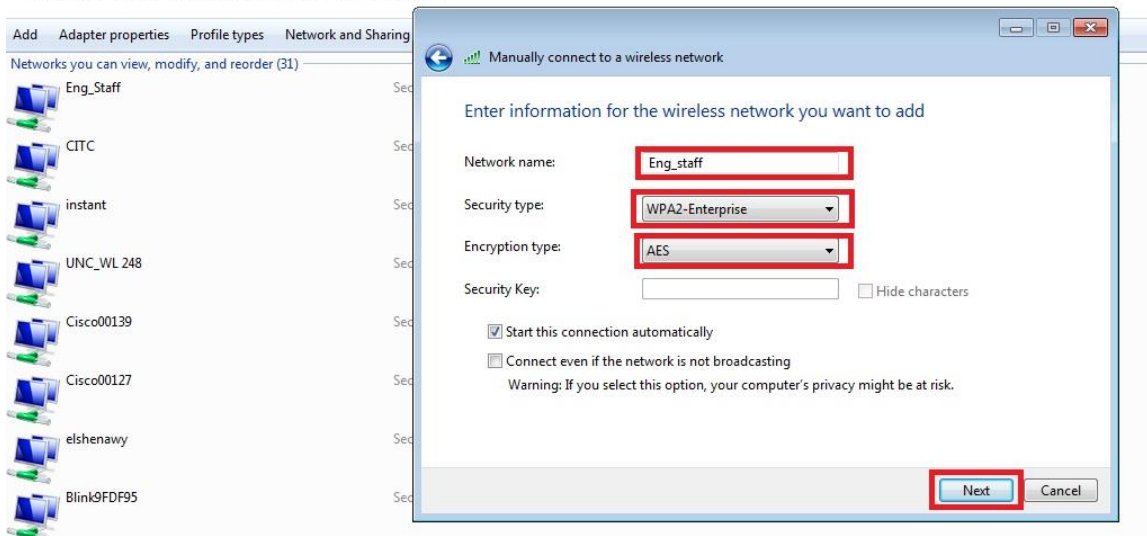 Add Adapter properties Profile types Network and Sharing
Networks you can view, modify, and reorder (31)
Eng_Staff Sec
CITC Sec
instant Sec
UNC_WL 248 Sec
Cisco00139 Sec
Cisco00127 Sec
elshenawy Sec
Blink9FDF95 Sec
Manually connect to a wireless network
Enter information for the wireless network you want to add
Network name: Eng_staff
Security type: WPA2-Enterprise
Encryption type: AES
Security Key: Hide characters
Start this connection automatically
Connect even if the network is not broadcasting
Warning: If you select this option, your computer's privacy might be at risk.
Next Cancel